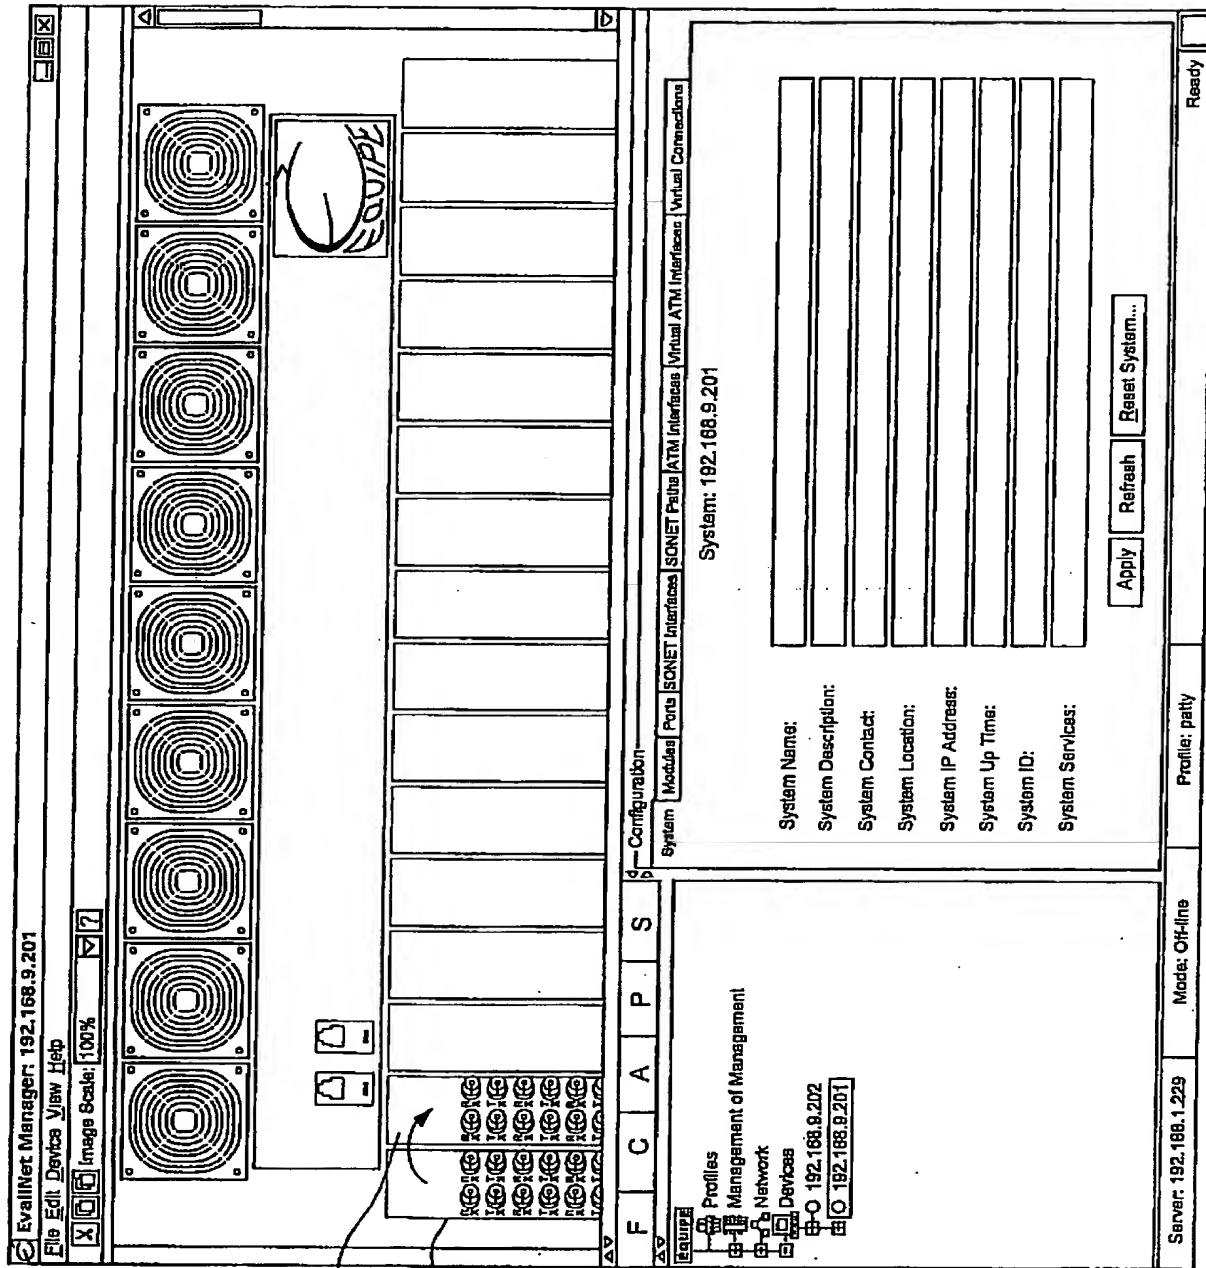 EvallNet Manager: 192.168.9.201
File Edit Device View Help
Image Scale: 100% ?
EQUIPE
F C A P S
EQUIPE
Profiles
Management of Management
Network
Devices
192.168.9.202
192.168.9.201
Configuration
System Modules Ports SONET Interfaces SONET Paths ATM Interfaces Virtual ATM Interfaces Virtual Connections
System: 192.168.9.201
System Name:
System Description:
System Contact:
System Location:
System IP Address:
System Up Time:
System ID:
System Services:
Apply Refresh Reset System...
Server: 192.168.1.229 Mode: Off-line Profile: patty Ready